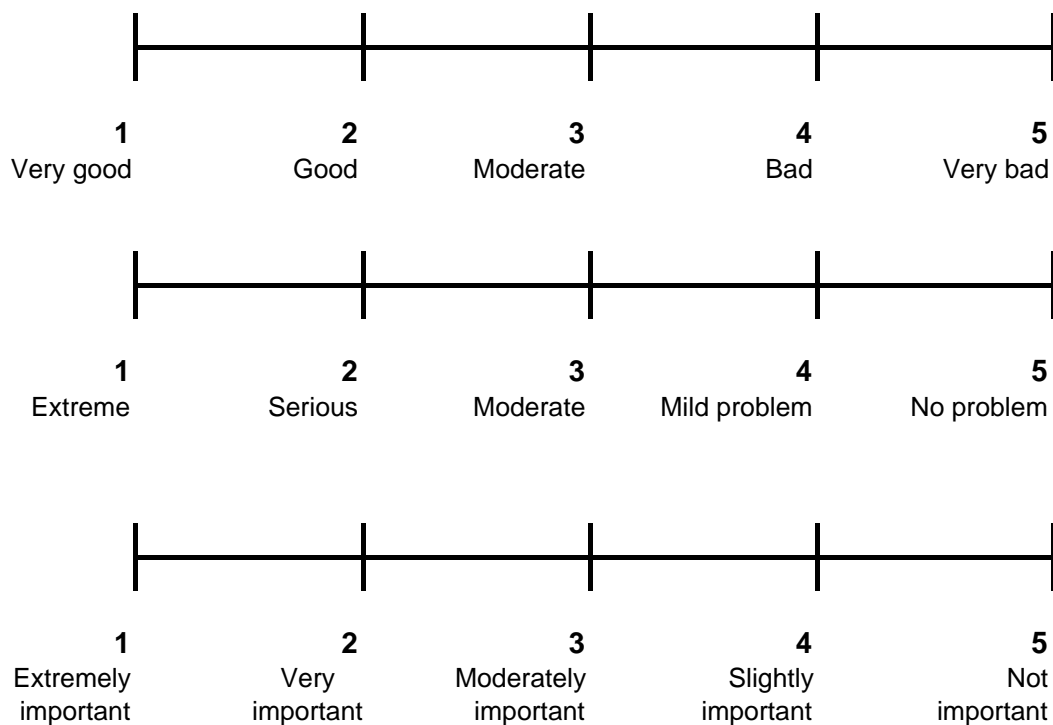 1 2 3 4 5
Very good Good Moderate Bad Very bad
1 2 3 4 5
Extreme Serious Moderate Mild problem No problem
1 2 3 4 5
Extremely Very Moderately Slightly Not
important important important important important